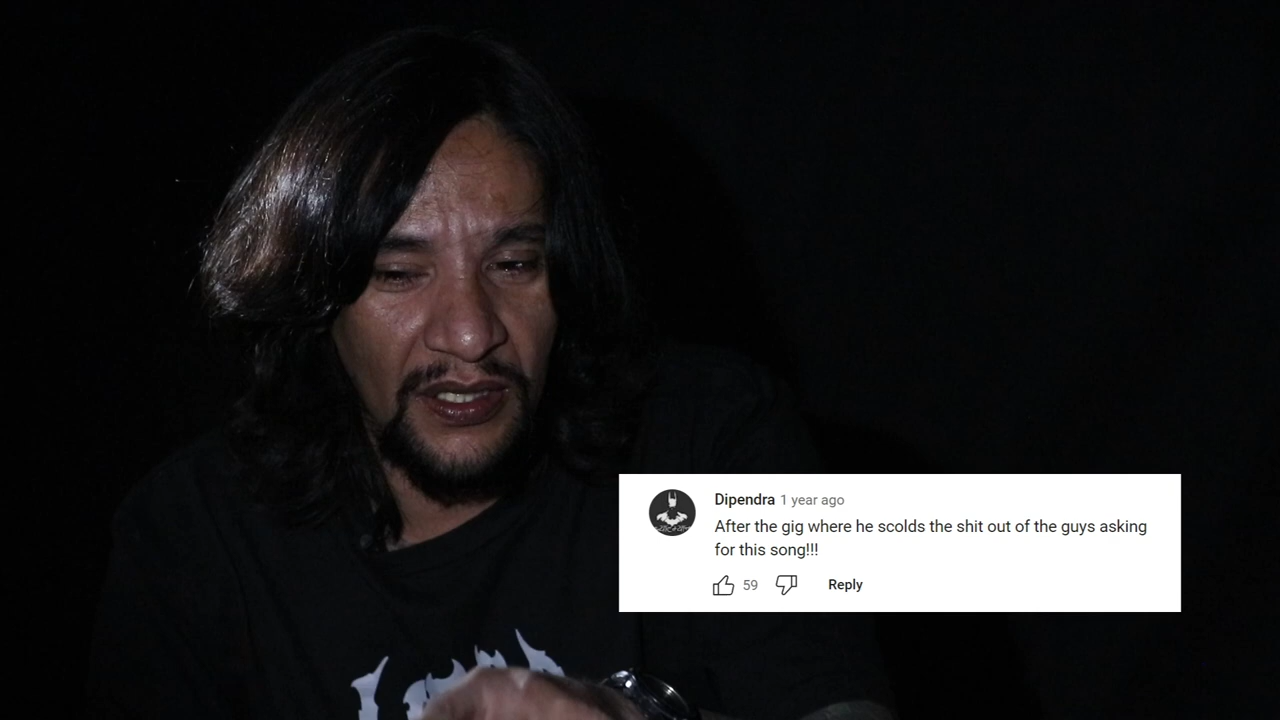 Dipendra 1 year ago
After the gig where he scolds the shit out of the guys asking
for this song!!!
59
Reply